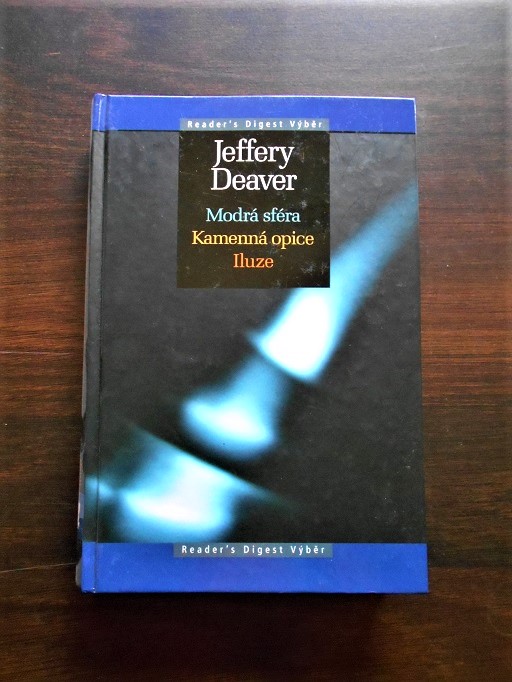 Reader's Digest Výběr
Jeffery
Deaver
Modrá sféra
Kamenná opice
Iluze
Reader's Digest Výběr